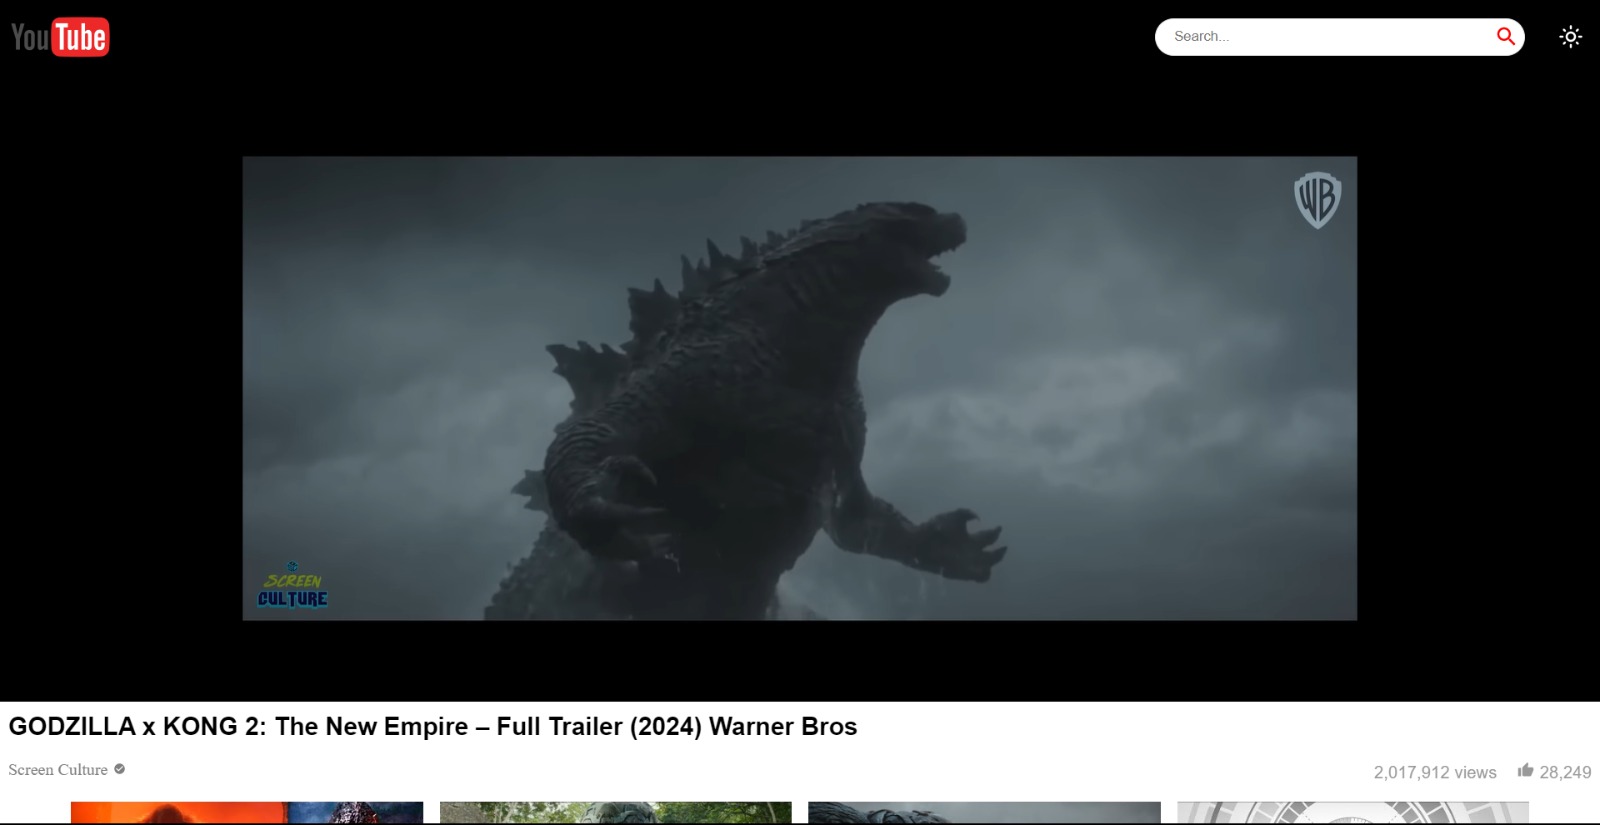 YouTube
Search...
WB
SCREEN
CULTURE
GODZILLA x KONG 2: The New Empire – Full Trailer (2024) Warner Bros
Screen Culture
2,017,912 views
28,249